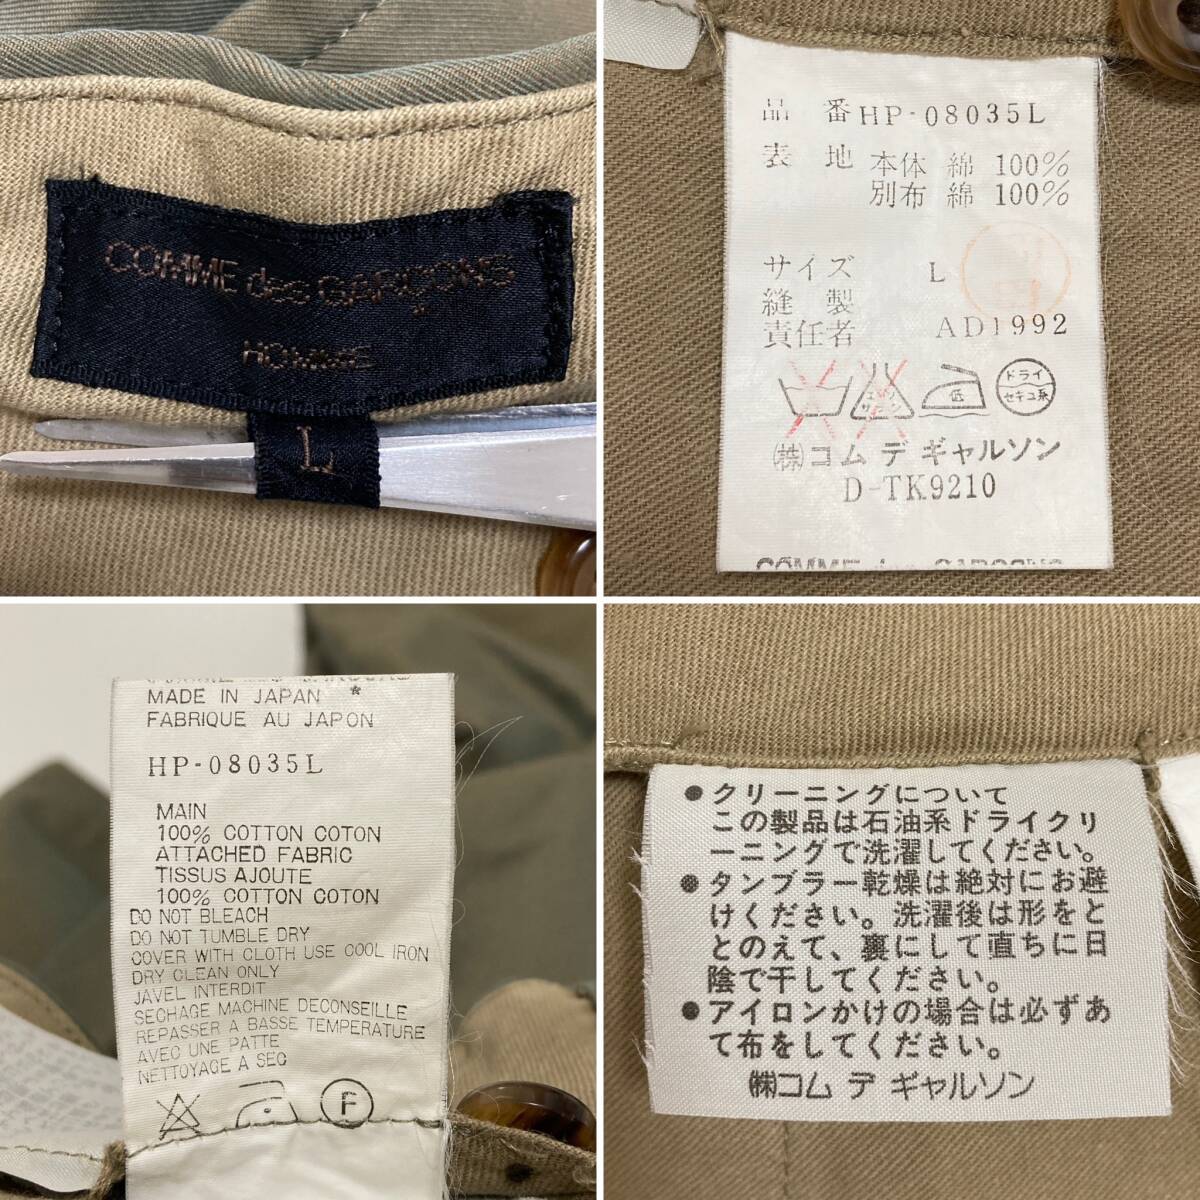 COMME des GARÇONS
HOMME
L
品 番 HP-08035L
表 地 本体 綿 100%
別布 綿 100%
サイズ L
縫 製
責任者 AD1992
エンソ
サラシ
低
ドライ
セキユ系
㈱コム デ ギャルソン
D-TK9210
MADE IN JAPAN *
FABRIQUE AU JAPON
HP-08035L
MAIN
100% COTTON COTON
ATTACHED FABRIC
TISSUS AJOUTE
100% COTTON COTON
DO NOT BLEACH
DO NOT TUMBLE DRY
COVER WITH CLOTH USE COOL IRON
DRY CLEAN ONLY
JAVEL INTERDIT
SECHAGE MACHINE DECONSEILLE
REPASSER A BASSE TEMPERATURE
AVEC UNE PATTE
NETTOYAGE A SEC
F
●クリーニングについて
この製品は石油系ドライクリ
ーニングで洗濯してください。
●タンブラー乾燥は絶対にお避
けください。洗濯後は形をと
とのえて、裏にして直ちに日
陰で干してください。
●アイロンかけの場合は必ずあ
て布をしてください。
㈱コム デ ギャルソン